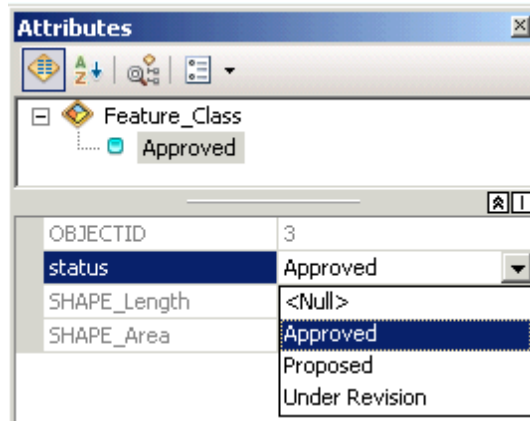 Attributes
A
Z
Feature_Class
Approved
OBJECTID 3
status Approved
SHAPE_Length <Null>
SHAPE_Area Approved
Proposed
Under Revision